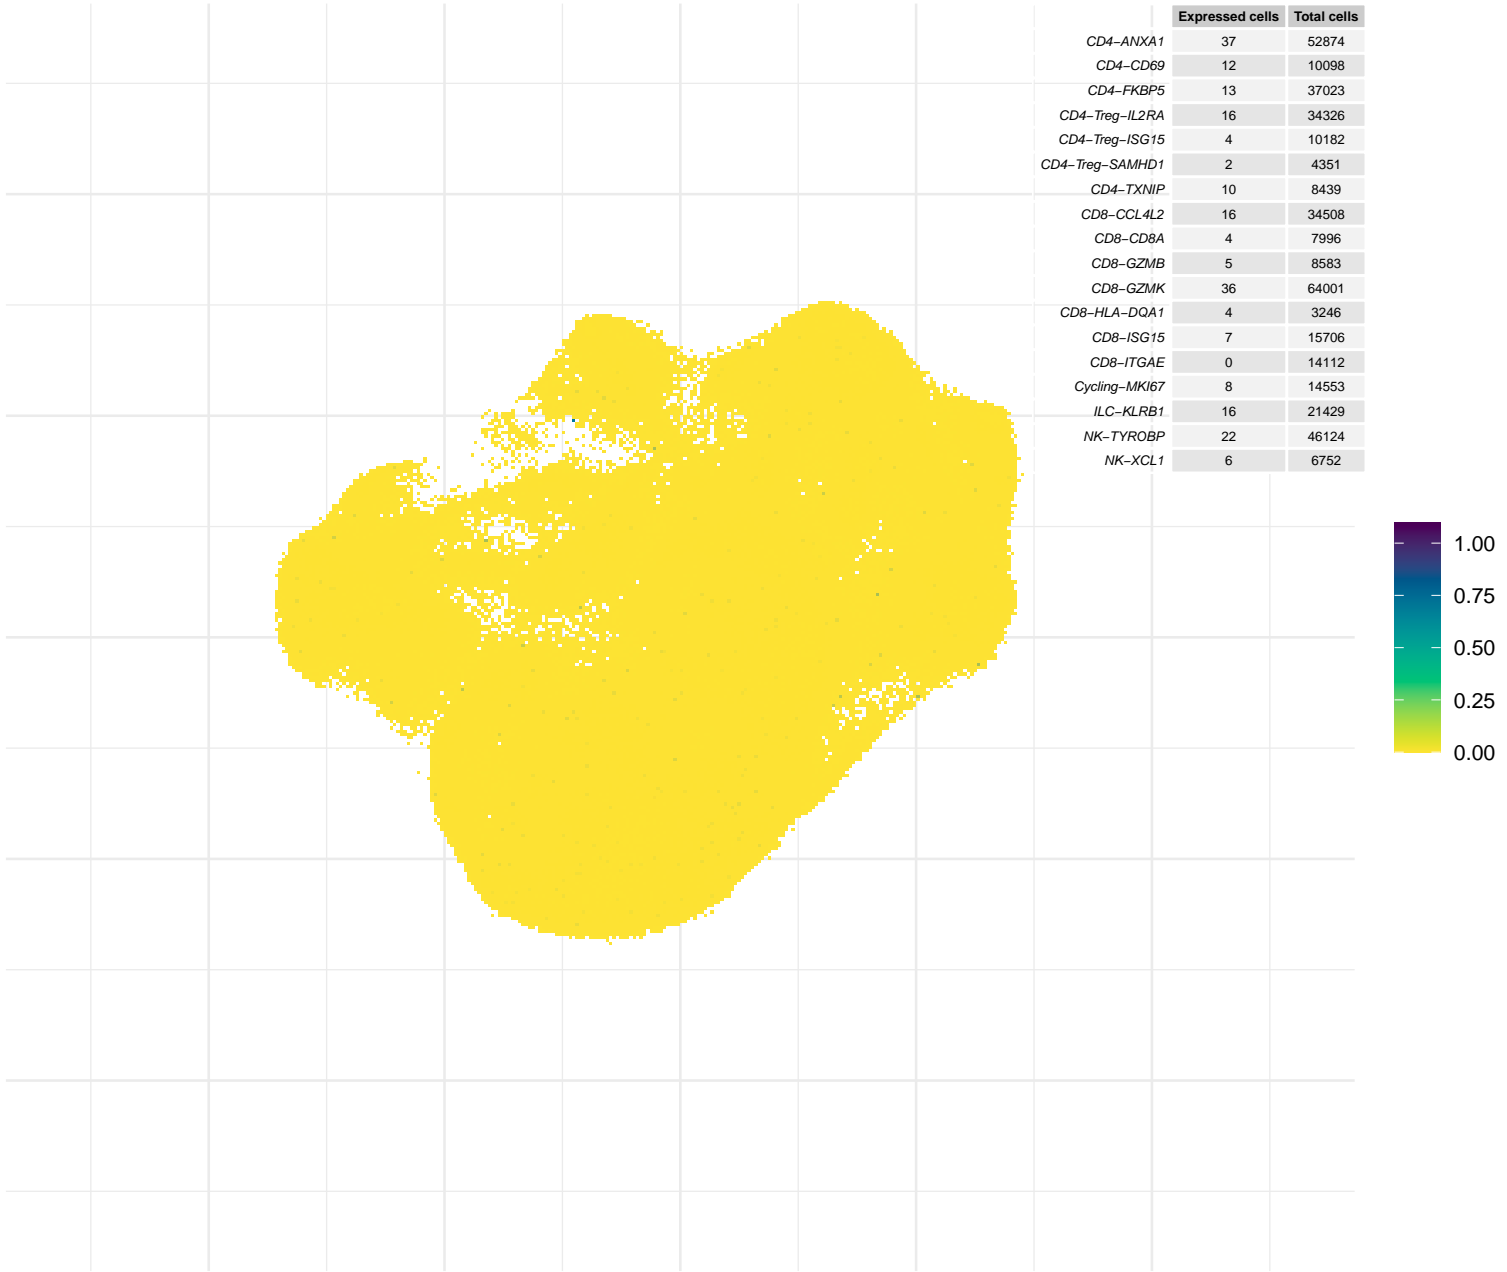 Expressed cells Total cells
CD4−ANXA1 37 52874
CD4−CD69 12 10098
CD4−FKBP5 13 37023
CD4−Treg−IL2RA 16 34326
CD4−Treg−ISG15 4 10182
CD4−Treg−SAMHD1 2 4351
CD4−TXNIP 10 8439
CD8−CCL4L2 16 34508
CD8−CD8A 4 7996
CD8−GZMB 5 8583
CD8−GZMK 36 64001
CD8−HLA−DQA1 4 3246
CD8−ISG15 7 15706
CD8−ITGAE 0 14112
Cycling−MKI67 8 14553
ILC−KLRB1 16 21429
NK−TYROBP 22 46124
NK−XCL1 6 6752
1.00
0.75
0.50
0.25
0.00